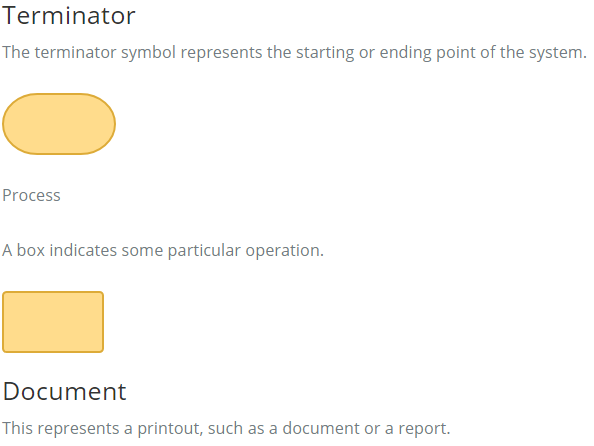 Terminator
The terminator symbol represents the starting or ending point of the system.
Process
A box indicates some particular operation.
Document
This represents a printout, such as a document or a report.